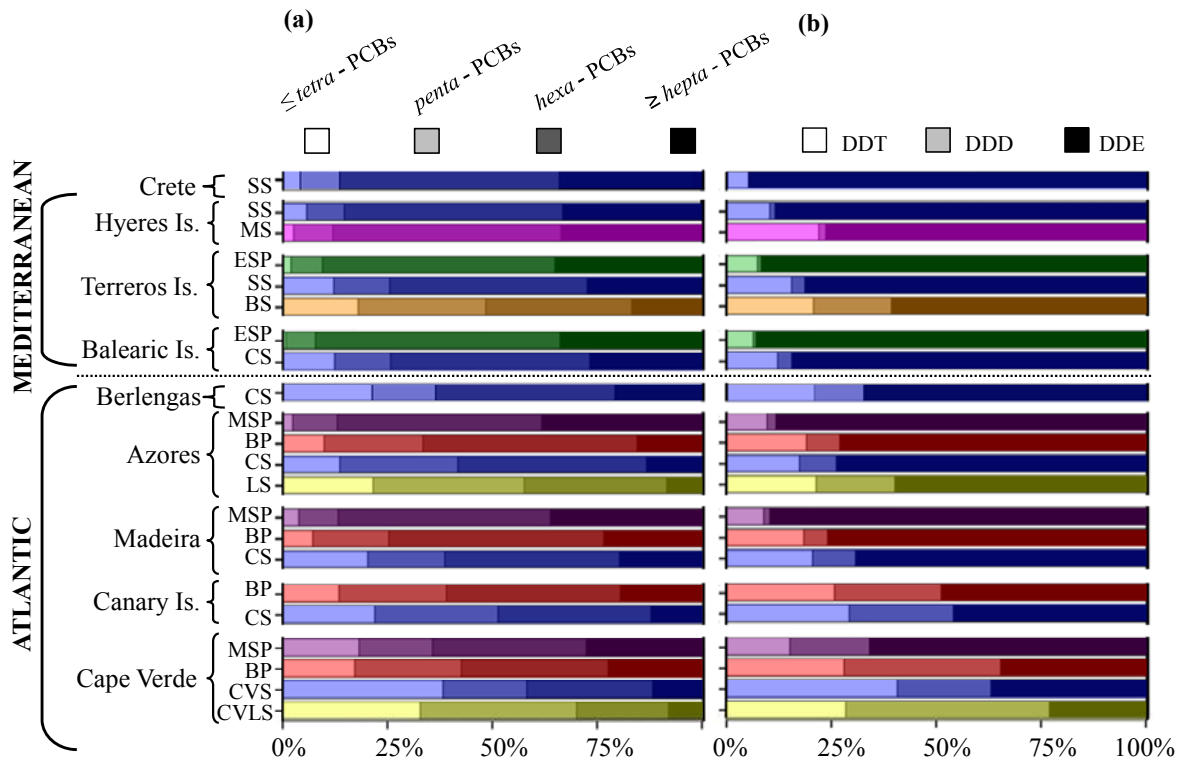 (a)
(b)
≤ tetra - PCBs
penta - PCBs
hexa - PCBs
≥ hepta - PCBs
DDT
DDD
DDE
MEDITERRANEAN
Crete
SS
Hyeres Is.
SS
MS
Terreros Is.
ESP
SS
BS
Balearic Is.
ESP
CS
ATLANTIC
Berlengas
CS
Azores
MSP
BP
CS
LS
Madeira
MSP
BP
CS
Canary Is.
BP
CS
Cape Verde
MSP
BP
CVS
CVLS
0% 25% 50% 75%
0% 25% 50% 75% 100%